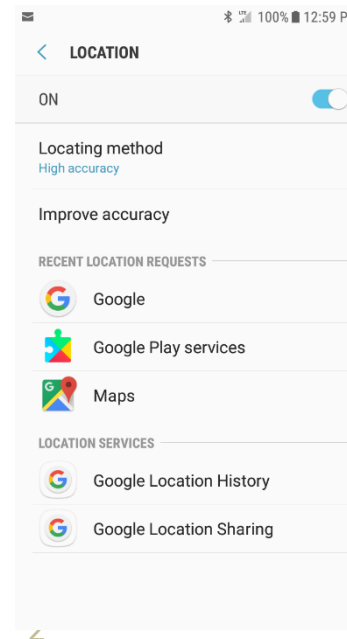 100% 12:59 P
LOCATION
ON
Locating method
High accuracy
Improve accuracy
RECENT LOCATION REQUESTS
Google
Google Play services
Maps
LOCATION SERVICES
Google Location History
Google Location Sharing